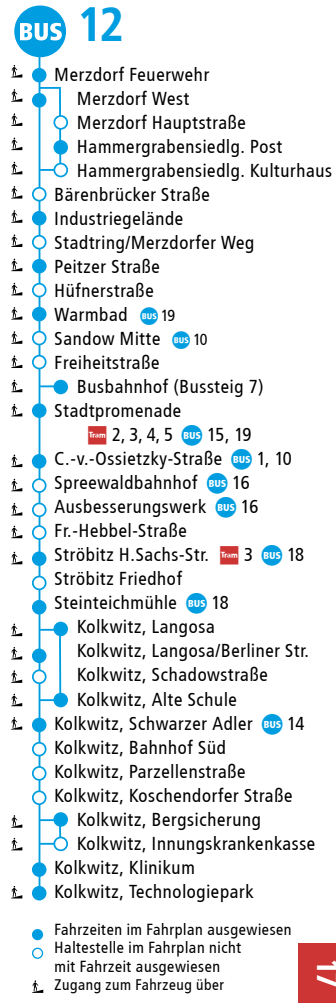 BUS 12
Merzdorf Feuerwehr
Merzdorf West
Merzdorf Hauptstraße
Hammergrabensiedlg. Post
Hammergrabensiedlg. Kulturhaus
Bärenbrücker Straße
Industriegelände
Stadtring/Merzdorfer Weg
Peitzer Straße
Hüfnerstraße
Warmbad BUS 19
Sandow Mitte BUS 10
Freiheitstraße
Busbahnhof (Bussteig 7)
Stadtpromenade
Tram 2, 3, 4, 5 BUS 15, 19
C.-v.-Ossietzky-Straße BUS 1, 10
Spreewaldbahnhof BUS 16
Ausbesserungswerk BUS 16
Fr.-Hebbel-Straße
Ströbitz H.Sachs-Str. Tram 3 BUS 18
Ströbitz Friedhof
Steinteichmühle BUS 18
Kolkwitz, Langosa
Kolkwitz, Langosa/Berliner Str.
Kolkwitz, Schadowstraße
Kolkwitz, Alte Schule
Kolkwitz, Schwarzer Adler BUS 14
Kolkwitz, Bahnhof Süd
Kolkwitz, Parzellenstraße
Kolkwitz, Koschendorfer Straße
Kolkwitz, Bergsicherung
Kolkwitz, Innungskrankenkasse
Kolkwitz, Klinikum
Kolkwitz, Technologiepark
Fahrzeiten im Fahrplan ausgewiesen
Haltestelle im Fahrplan nicht
mit Fahrzeit ausgewiesen
Zugang zum Fahrzeug über